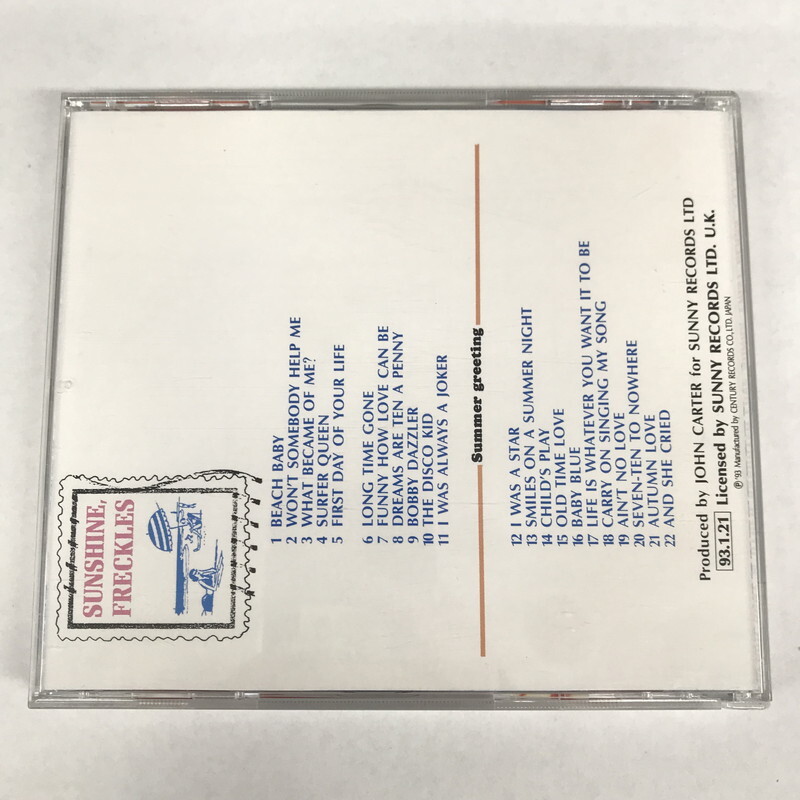 SUNSHINE,
FRECKLES
1 BEACH BABY
2 WON'T SOMEBODY HELP ME
3 WHAT BECAME OF ME?
4 SURFER QUEEN
5 FIRST DAY OF YOUR LIFE
6 LONG TIME GONE
7 FUNNY HOW LOVE CAN BE
8 DREAMS ARE TEN A PENNY
9 BOBBY DAZZLER
10 THE DISCO KID
11 I WAS ALWAYS A JOKER
Summer greeting
12 I WAS A STAR
13 SMILES ON A SUMMER NIGHT
14 CHILD'S PLAY
15 OLD TIME LOVE
16 BABY BLUE
17 LIFE IS WHATEVER YOU WANT IT TO BE
18 CARRY ON SINGING MY SONG
19 AIN'T NO LOVE
20 SEVEN-TEN TO NOWHERE
21 AUTUMN LOVE
22 AND SHE CRIED
Produced by JOHN CARTER for SUNNY RECORDS LTD
93.1.21 Licensed by SUNNY RECORDS LTD. U.K.
℗ '93 Manufactured by CENTURY RECORDS CO., LTD. JAPAN